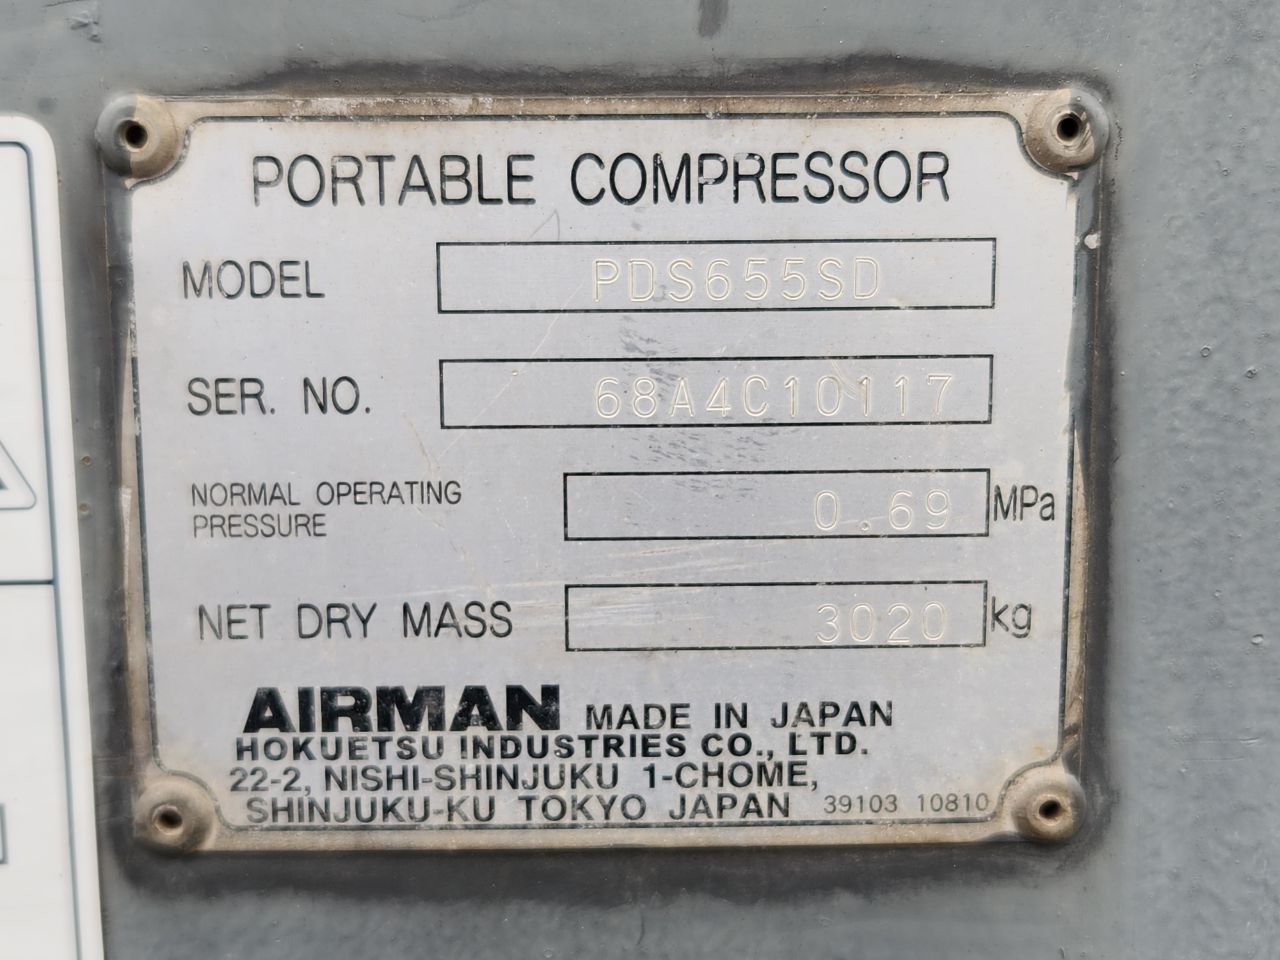 PORTABLE COMPRESSOR
MODEL PDS655SD
SER. NO. 68A4C10117
NORMAL OPERATING
PRESSURE 0.69 MPa
NET DRY MASS 3020 kg
AIRMAN MADE IN JAPAN
HOKUETSU INDUSTRIES CO., LTD.
22-2, NISHI-SHINJUKU 1-CHOME,
SHINJUKU-KU TOKYO JAPAN 39103 10810